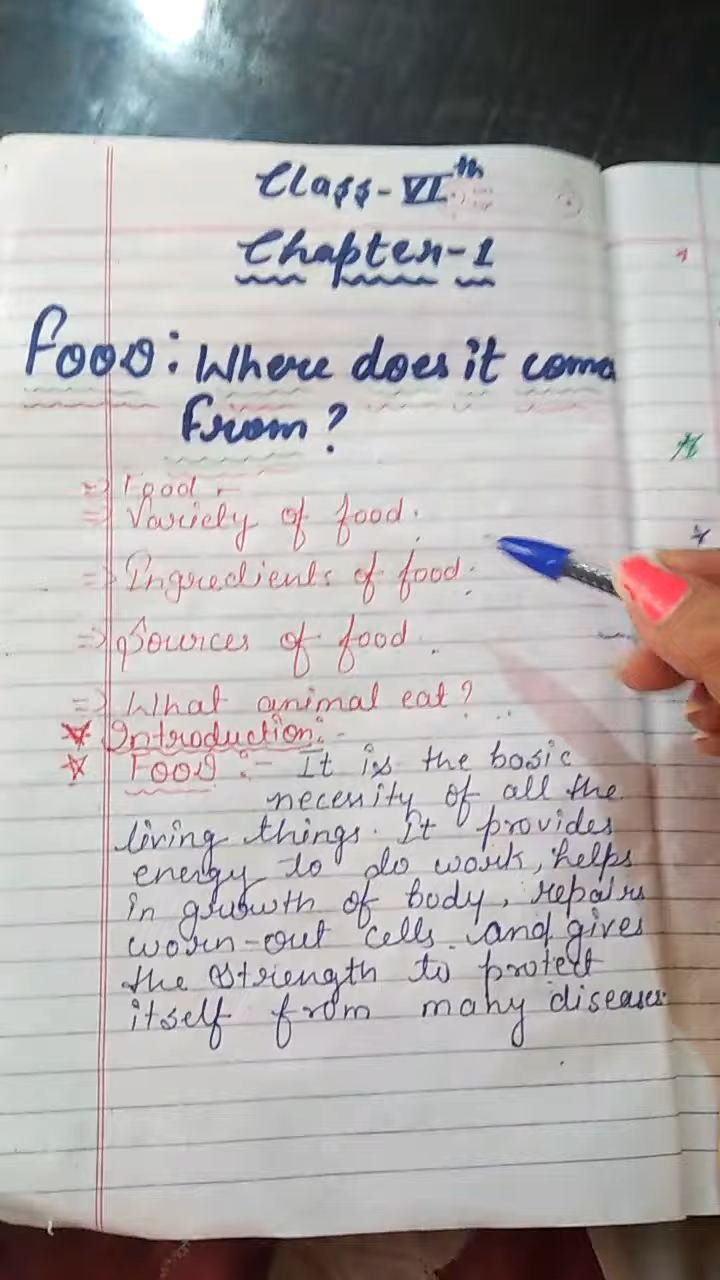 Class-VIth
Chapter-1
Food: Where does it come
From?
=> Food -
=> Variety of food.
=> Ingredients of food.
=> Sources of food.
=> What animal eat?
★ Introduction:-
★ Food :- It is the basic
necessity of all the
living things. It provides
energy to do work, helps
in growth of body, repairs
worn-out cells and gives
the strength to protect
itself from many diseases.